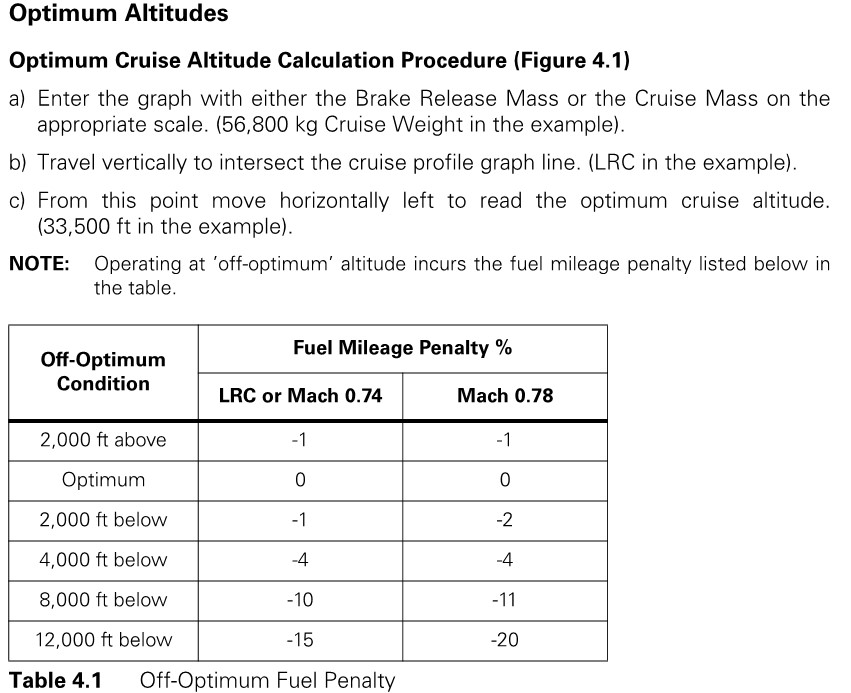 Optimum Altitudes
Optimum Cruise Altitude Calculation Procedure (Figure 4.1)
a) Enter the graph with either the Brake Release Mass or the Cruise Mass on the
appropriate scale. (56,800 kg Cruise Weight in the example).
b) Travel vertically to intersect the cruise profile graph line. (LRC in the example).
c) From this point move horizontally left to read the optimum cruise altitude.
(33,500 ft in the example).
NOTE: Operating at ’off-optimum’ altitude incurs the fuel mileage penalty listed below in
the table.
Off-Optimum
Condition
Fuel Mileage Penalty %
LRC or Mach 0.74 Mach 0.78
2,000 ft above -1 -1
Optimum 0 0
2,000 ft below -1 -2
4,000 ft below -4 -4
8,000 ft below -10 -11
12,000 ft below -15 -20
Table 4.1 Off-Optimum Fuel Penalty